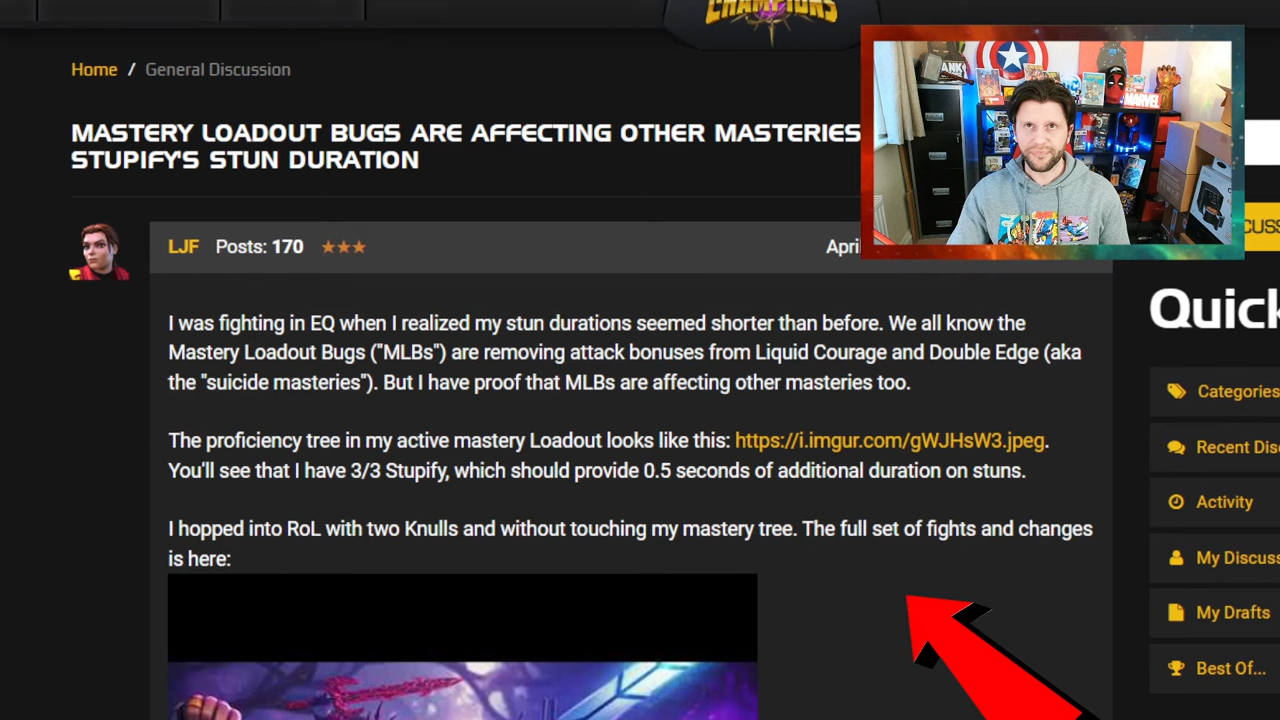 CHAMPIONS
Home / General Discussion
MASTERY LOADOUT BUGS ARE AFFECTING OTHER MASTERIES
STUPIFY'S STUN DURATION
LJF Posts: 170 ★★★
I was fighting in EQ when I realized my stun durations seemed shorter than before. We all know the
Mastery Loadout Bugs ("MLBs") are removing attack bonuses from Liquid Courage and Double Edge (aka
the "suicide masteries"). But I have proof that MLBs are affecting other masteries too.
The proficiency tree in my active mastery Loadout looks like this: https://i.imgur.com/gWJHsW3.jpeg.
You'll see that I have 3/3 Stupify, which should provide 0.5 seconds of additional duration on stuns.
I hopped into RoL with two Knulls and without touching my mastery tree. The full set of fights and changes
is here:
MARVEL
Quick
Categories
Recent Disc
Activity
My Discuss
My Drafts
Best Of...